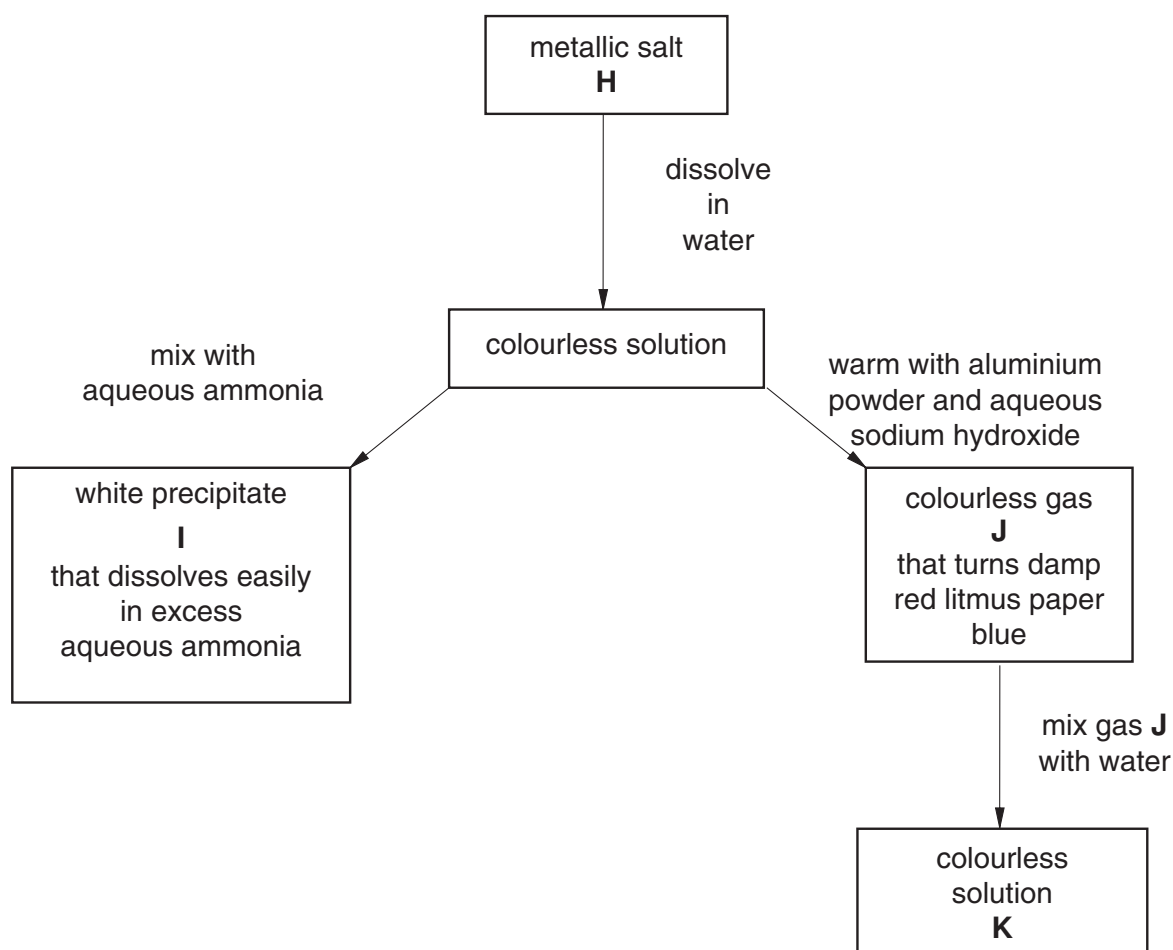 metallic salt
H
dissolve
in
water
colourless solution
mix with
aqueous ammonia
warm with aluminium
powder and aqueous
sodium hydroxide
white precipitate
I
that dissolves easily
in excess
aqueous ammonia
colourless gas
J
that turns damp
red litmus paper
blue
mix gas J
with water
colourless
solution
K